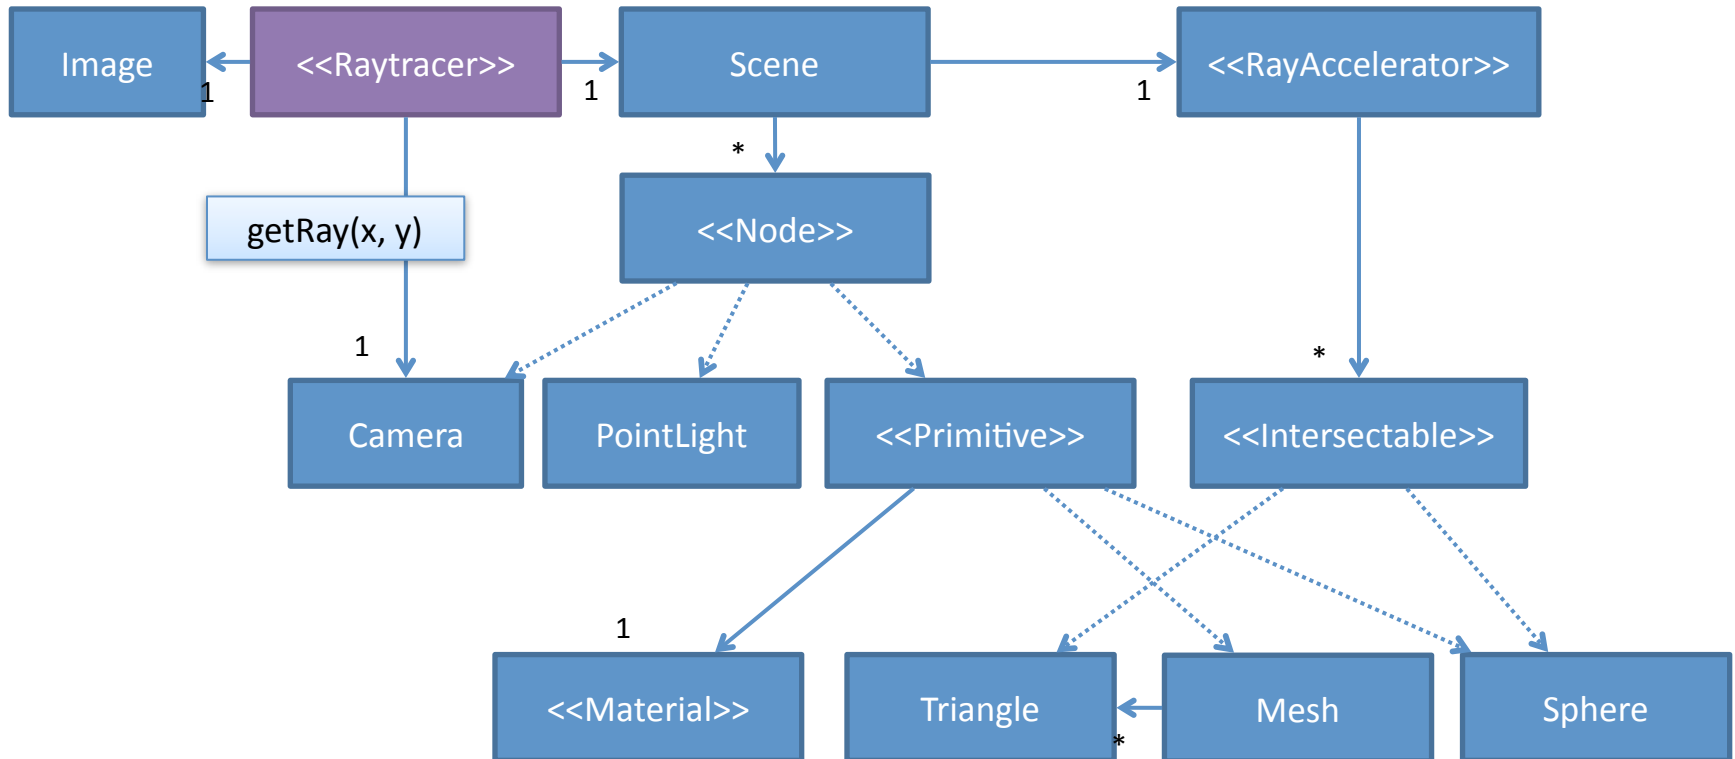 Image
<<Raytracer>>
Scene
<<RayAccelerator>>
1
1
1
*
<<Node>>
getRay(x, y)
1
*
Camera
PointLight
<<Primitive>>
<<Intersectable>>
1
<<Material>>
Triangle
Mesh
Sphere
*